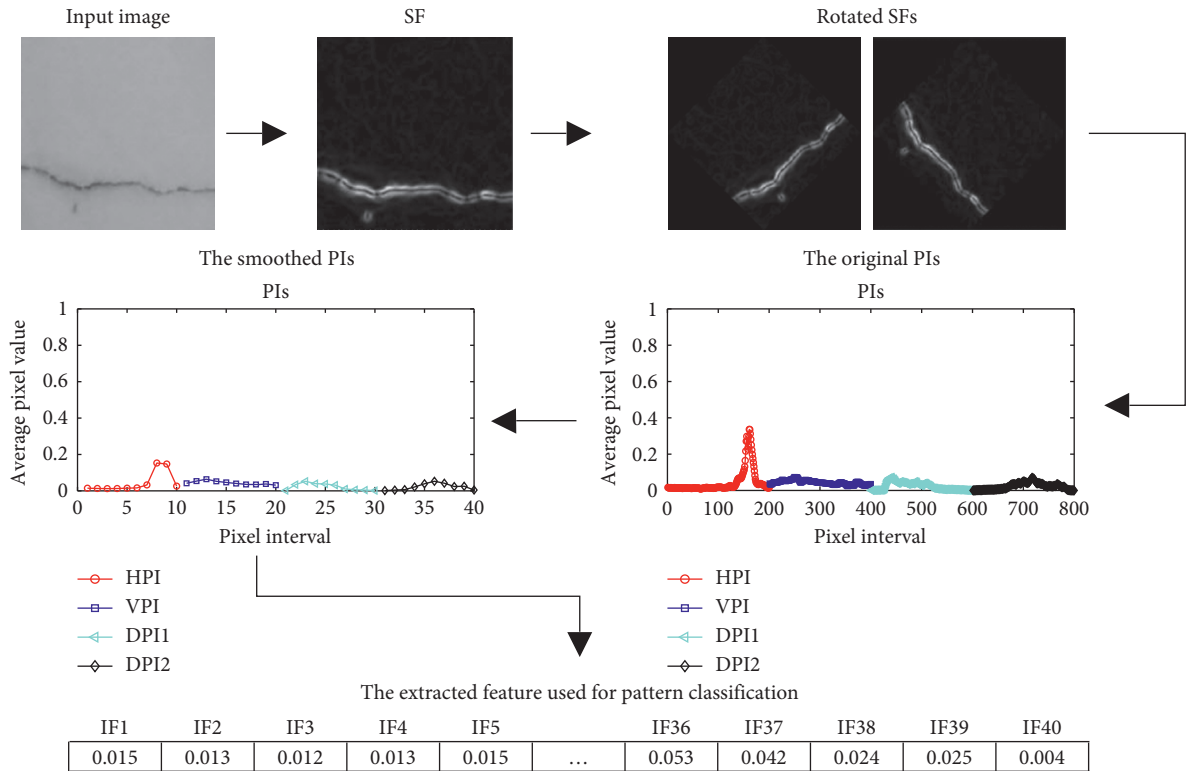 Input image
SF
Rotated SFs
The smoothed PIs
PIs
1
0.8
0.6
0.4
0.2
0
Average pixel value
0 5 10 15 20 25 30 35 40
Pixel interval
HPI
VPI
DPI1
DPI2
The original PIs
PIs
1
0.8
0.6
0.4
0.2
0
Average pixel value
0 100 200 300 400 500 600 700 800
Pixel interval
HPI
VPI
DPI1
DPI2
The extracted feature used for pattern classification
IF1 IF2 IF3 IF4 IF5 IF36 IF37 IF38 IF39 IF40
0.015 0.013 0.012 0.013 0.015 … 0.053 0.042 0.024 0.025 0.004